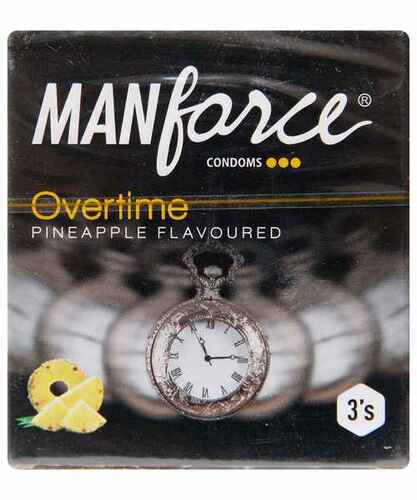 MANforce®
CONDOMS
Overtime
PINEAPPLE FLAVOURED
3's